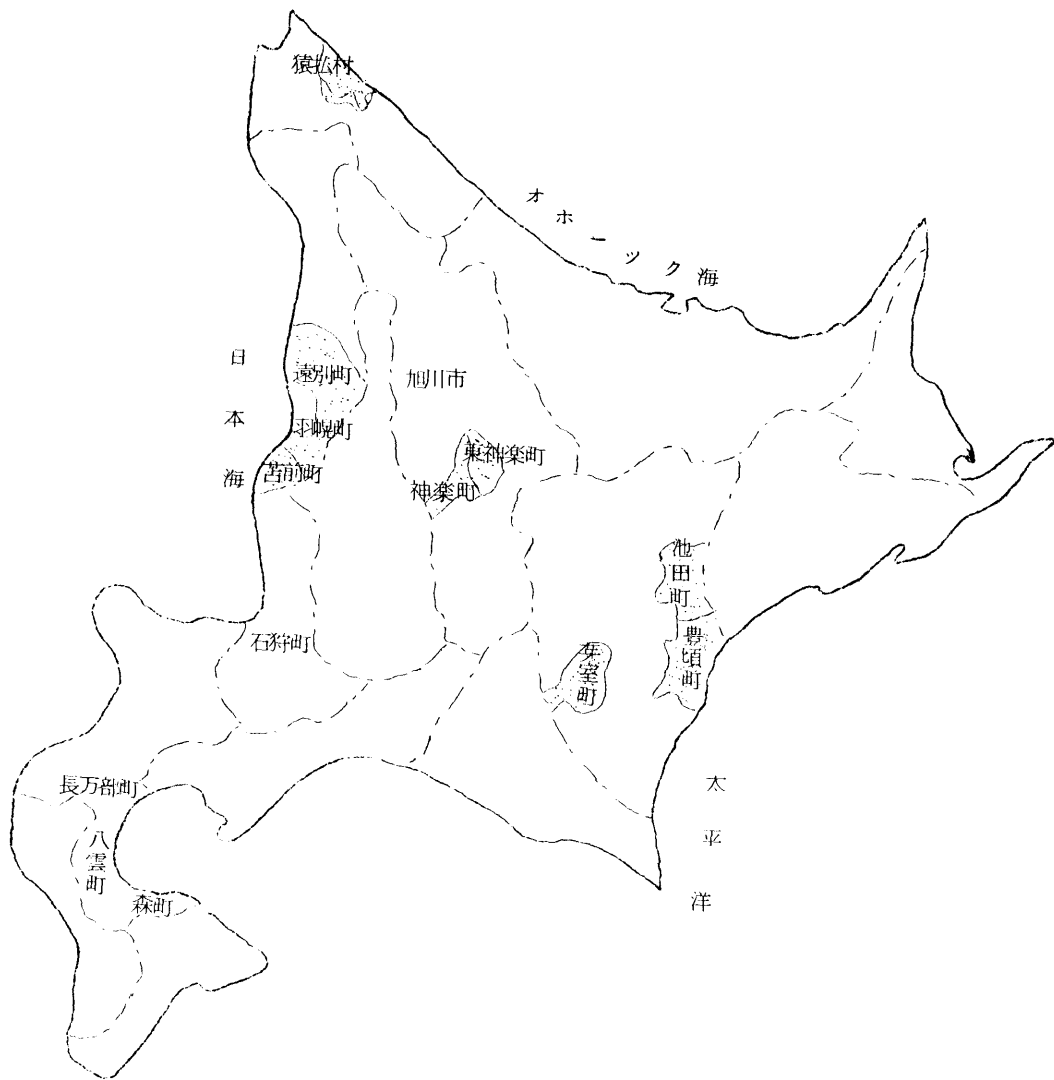 猿払村
オホーツク海
日本海
遠別町
旭川市
羽幌町
東神楽町
苫前町
神楽町
池田町
豊頃町
石狩町
芽室町
長万部町
太平洋
八雲町
森町